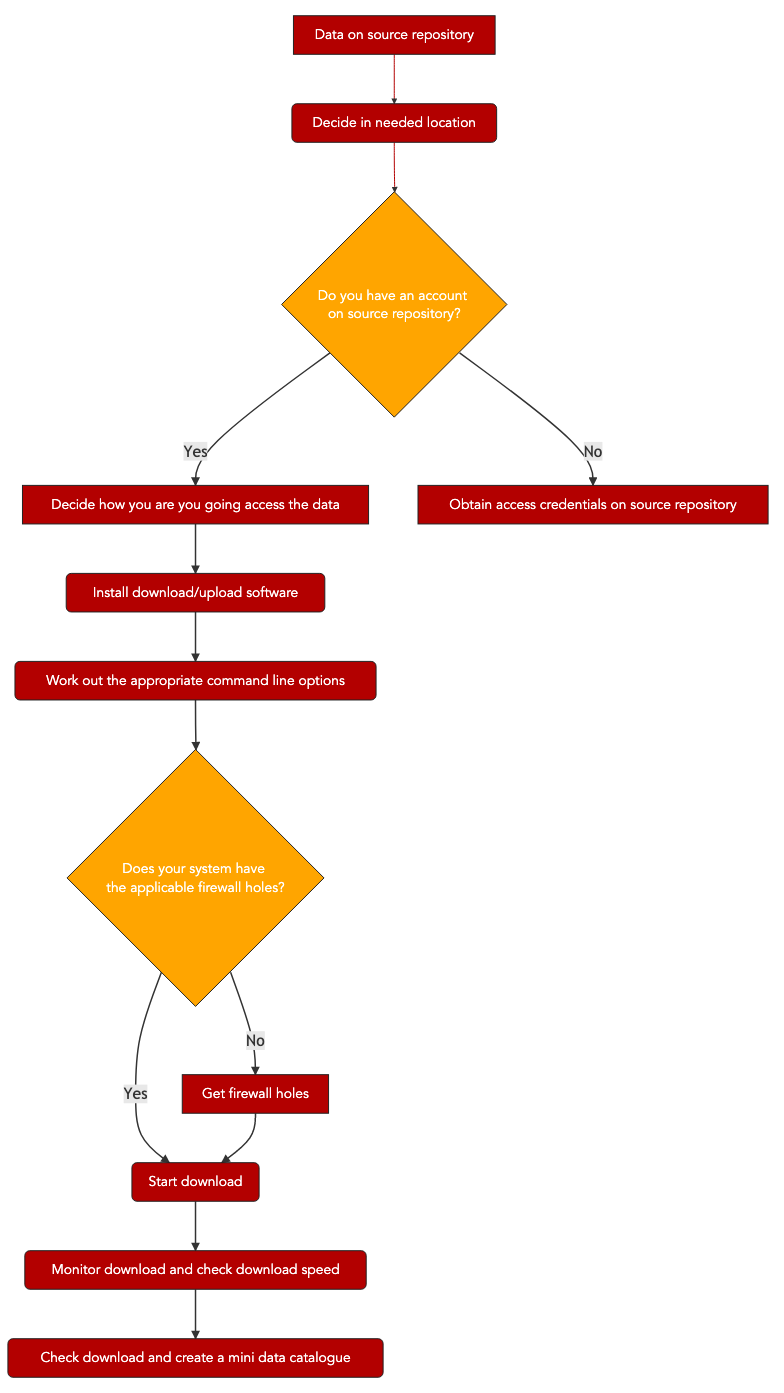 Data on source repository
Decide in needed location
Do you have an account
on source repository?
Yes
No
Decide how you are you going access the data
Obtain access credentials on source repository
Install download/upload software
Work out the appropriate command line options
Does your system have
the applicable firewall holes?
No
Yes
Get firewall holes
Start download
Monitor download and check download speed
Check download and create a mini data catalogue